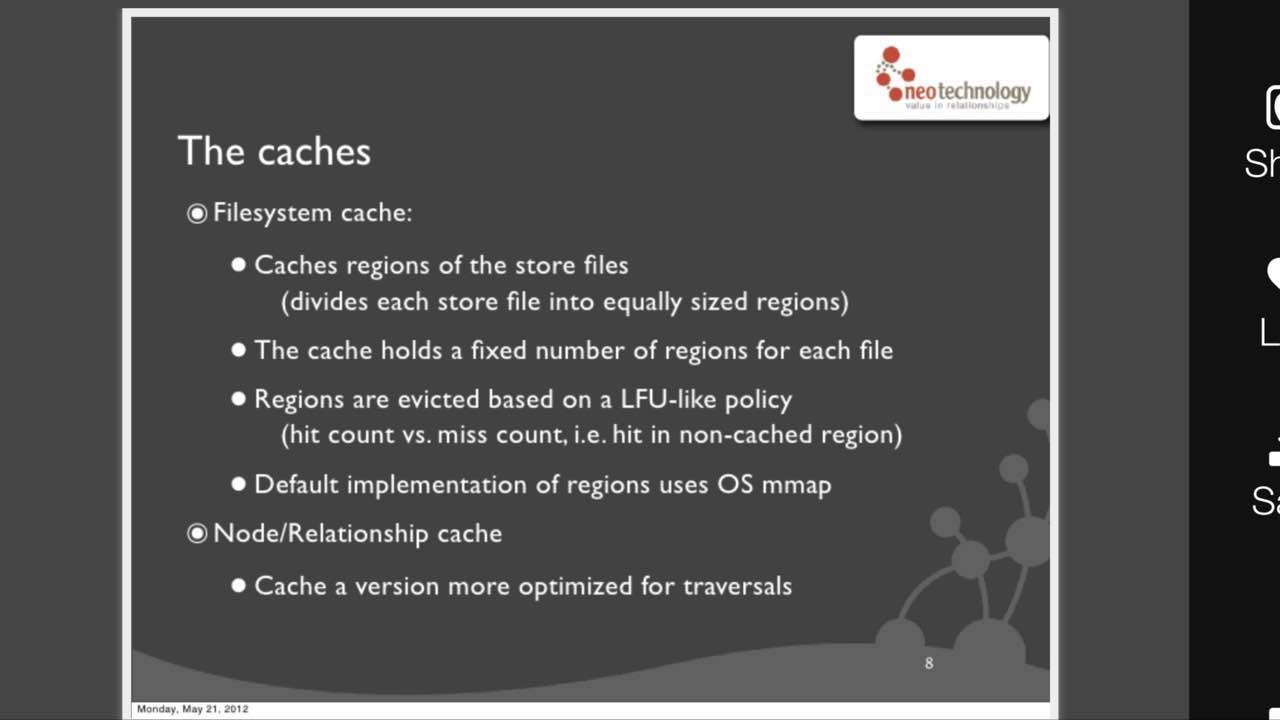 neotechnology
value in relationships
The caches
Filesystem cache:
Caches regions of the store files
(divides each store file into equally sized regions)
The cache holds a fixed number of regions for each file
Regions are evicted based on a LFU-like policy
(hit count vs. miss count, i.e. hit in non-cached region)
Default implementation of regions uses OS mmap
Node/Relationship cache
Cache a version more optimized for traversals
8
Monday, May 21, 2012